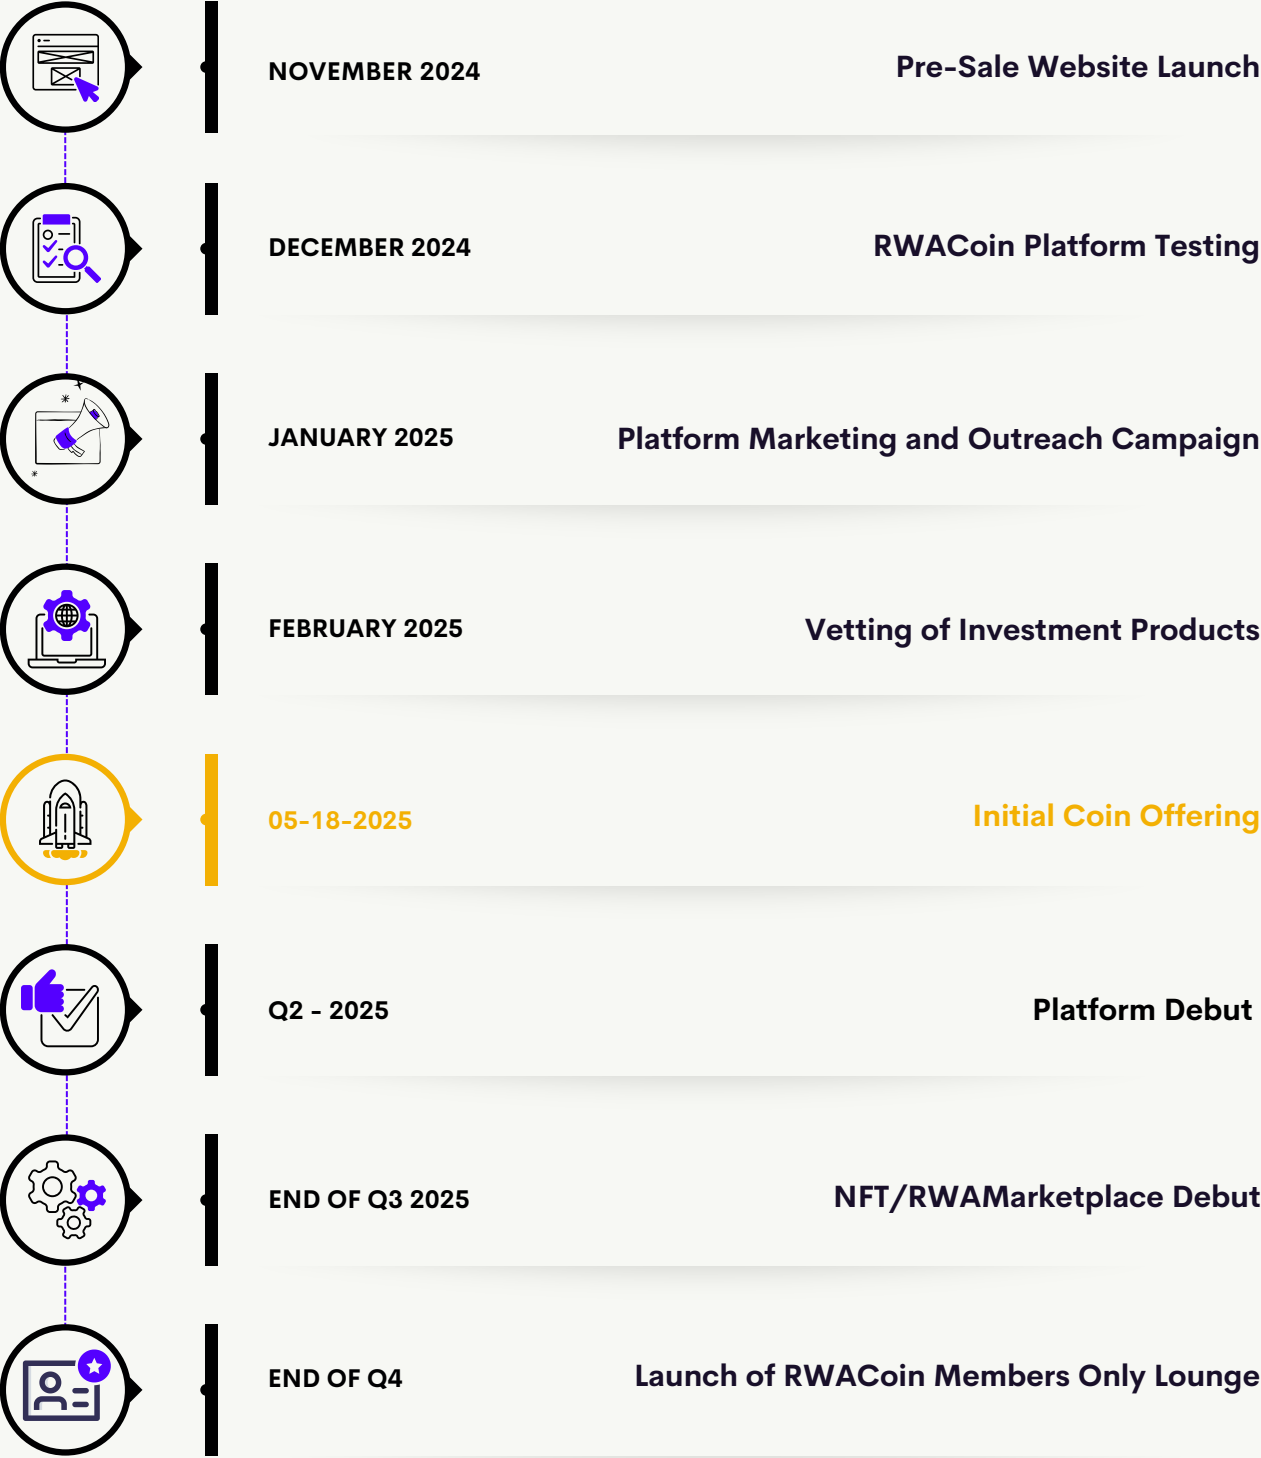 NOVEMBER 2024
Pre-Sale Website Launch
DECEMBER 2024
RWACoin Platform Testing
JANUARY 2025
Platform Marketing and Outreach Campaign
FEBRUARY 2025
Vetting of Investment Products
05-18-2025
Initial Coin Offering
Q2 - 2025
Platform Debut
END OF Q3 2025
NFT/RWAMarketplace Debut
END OF Q4
Launch of RWACoin Members Only Lounge